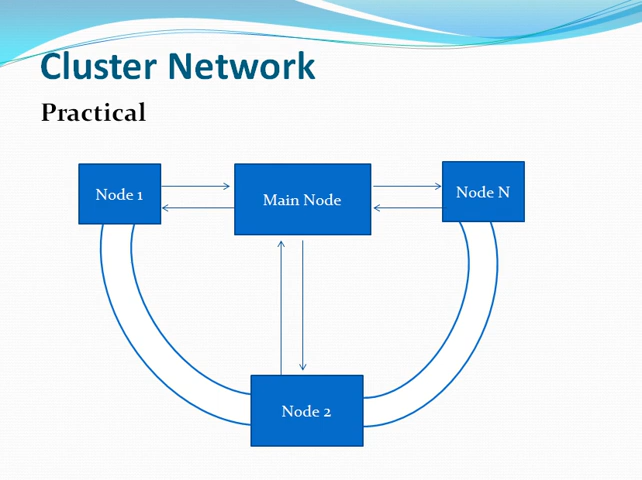 Cluster Network
Practical
Node 1
Main Node
Node N
Node 2